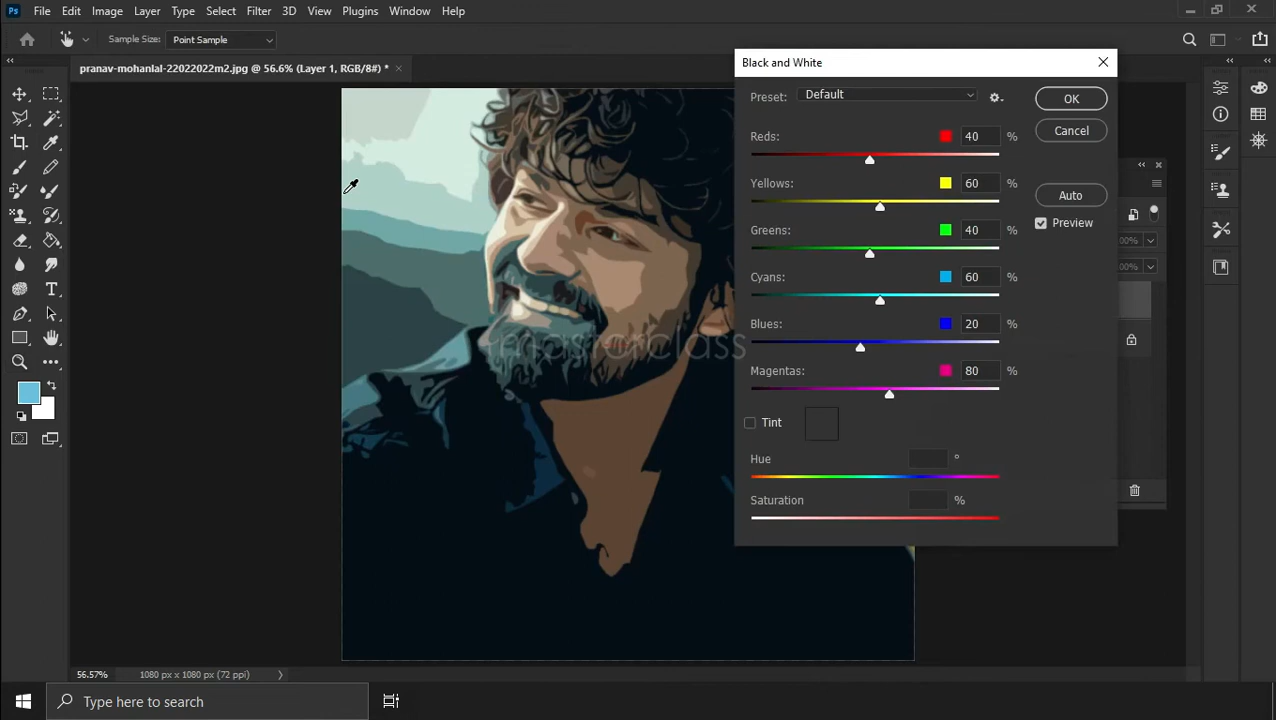 Ps File Edit Image Layer Type Select Filter 3D View Plugins Window Help
Sample Size: Point Sample
pranav-mohanlal-22022022m2.jpg @ 56.6% (Layer 1, RGB/8#) * ×
Black and White
Preset: Default
OK
Reds: 40 %
Cancel
Yellows: 60 %
Auto
Greens: 40 %
Preview
Cyans: 60 %
Blues: 20 %
masterclass
Magentas: 80 %
Tint
Hue °
Saturation %
56.57% 1080 px x 1080 px (72 ppi)
Type here to search